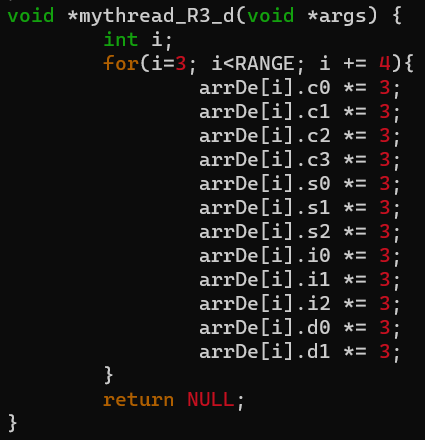 void *mythread_R3_d(void *args) {
        int i;
        for(i=3; i<RANGE; i += 4){
                arrDe[i].c0 *= 3;
                arrDe[i].c1 *= 3;
                arrDe[i].c2 *= 3;
                arrDe[i].c3 *= 3;
                arrDe[i].s0 *= 3;
                arrDe[i].s1 *= 3;
                arrDe[i].s2 *= 3;
                arrDe[i].i0 *= 3;
                arrDe[i].i1 *= 3;
                arrDe[i].i2 *= 3;
                arrDe[i].d0 *= 3;
                arrDe[i].d1 *= 3;
        }
        return NULL;
}